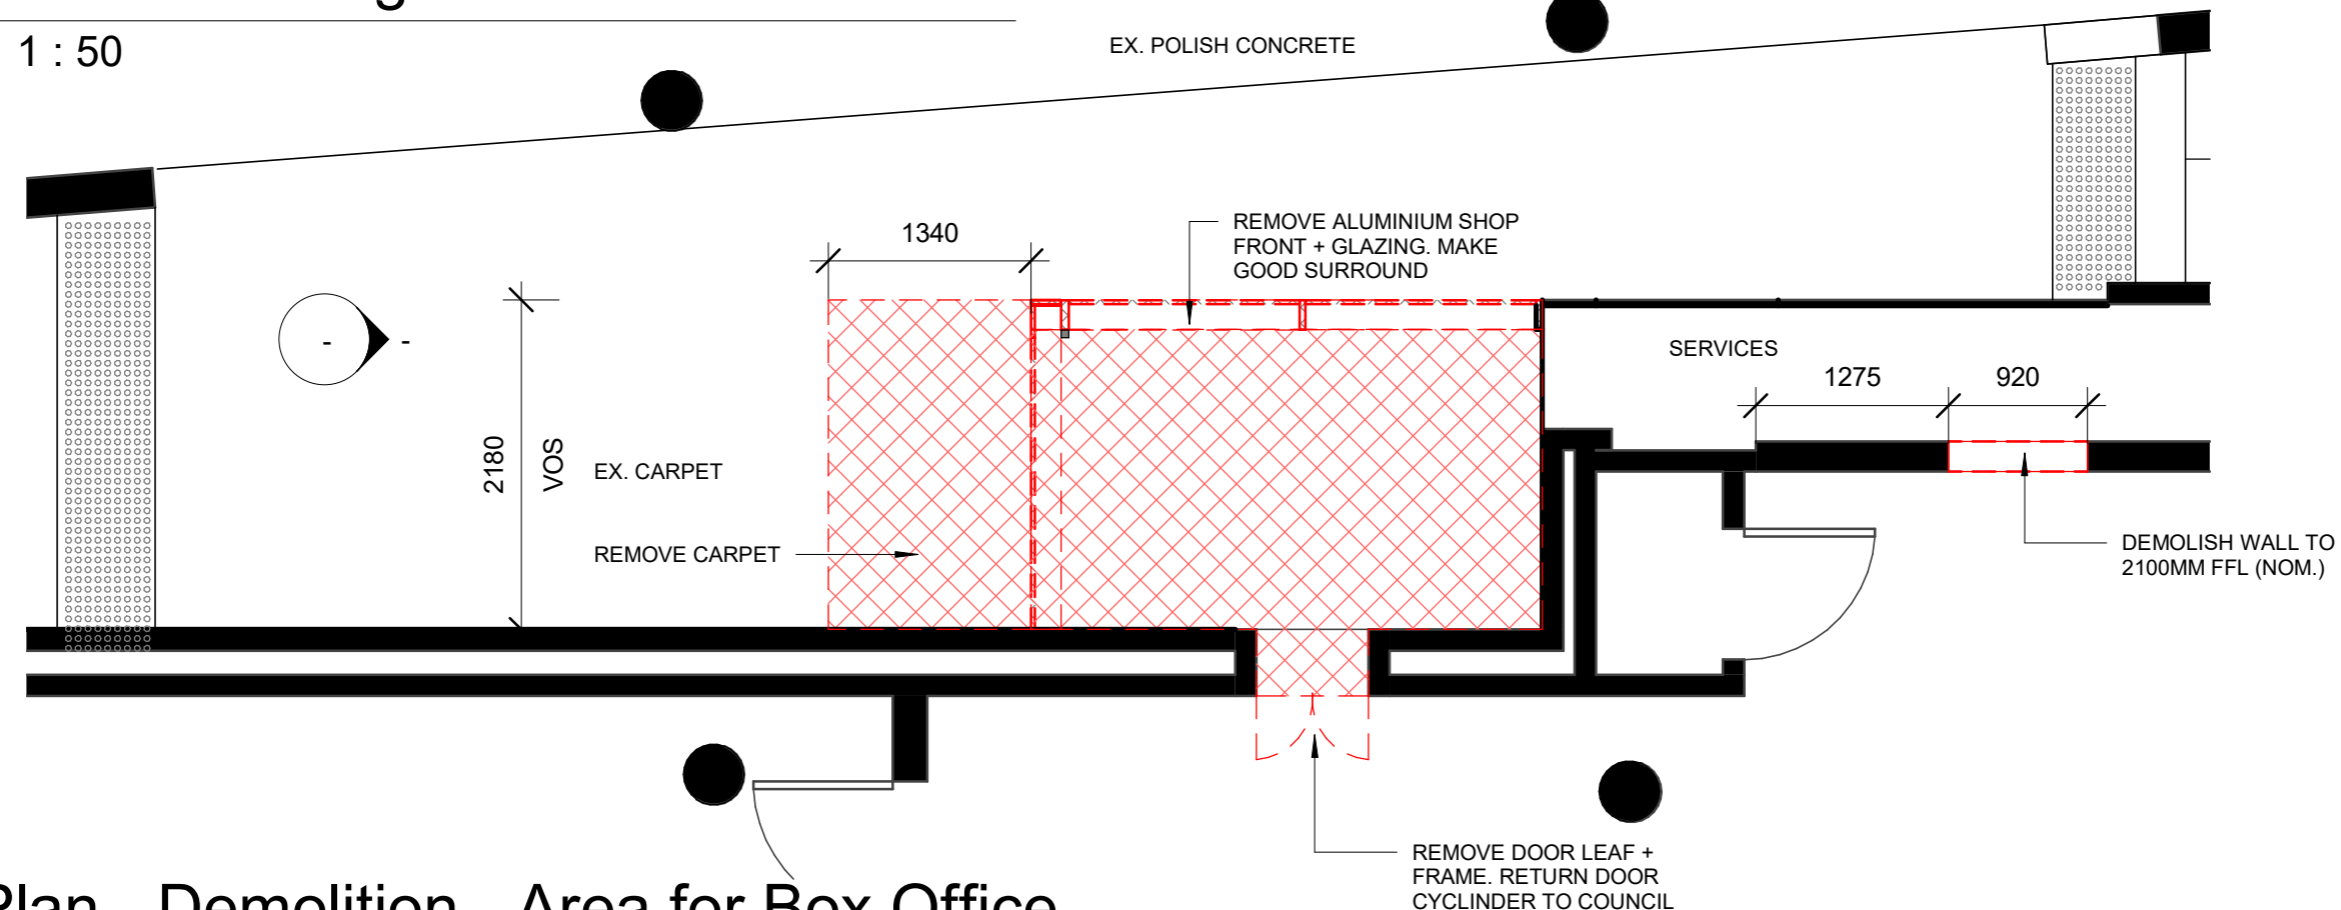 1 : 50
EX. POLISH CONCRETE
1340
REMOVE ALUMINIUM SHOP
FRONT + GLAZING. MAKE
GOOD SURROUND
SERVICES
1275
920
2180
VOS
EX. CARPET
REMOVE CARPET
- -
DEMOLISH WALL TO
2100MM FFL (NOM.)
REMOVE DOOR LEAF +
FRAME. RETURN DOOR
CYCLINDER TO COUNCIL
Plan - Demolition - Area for Box Office